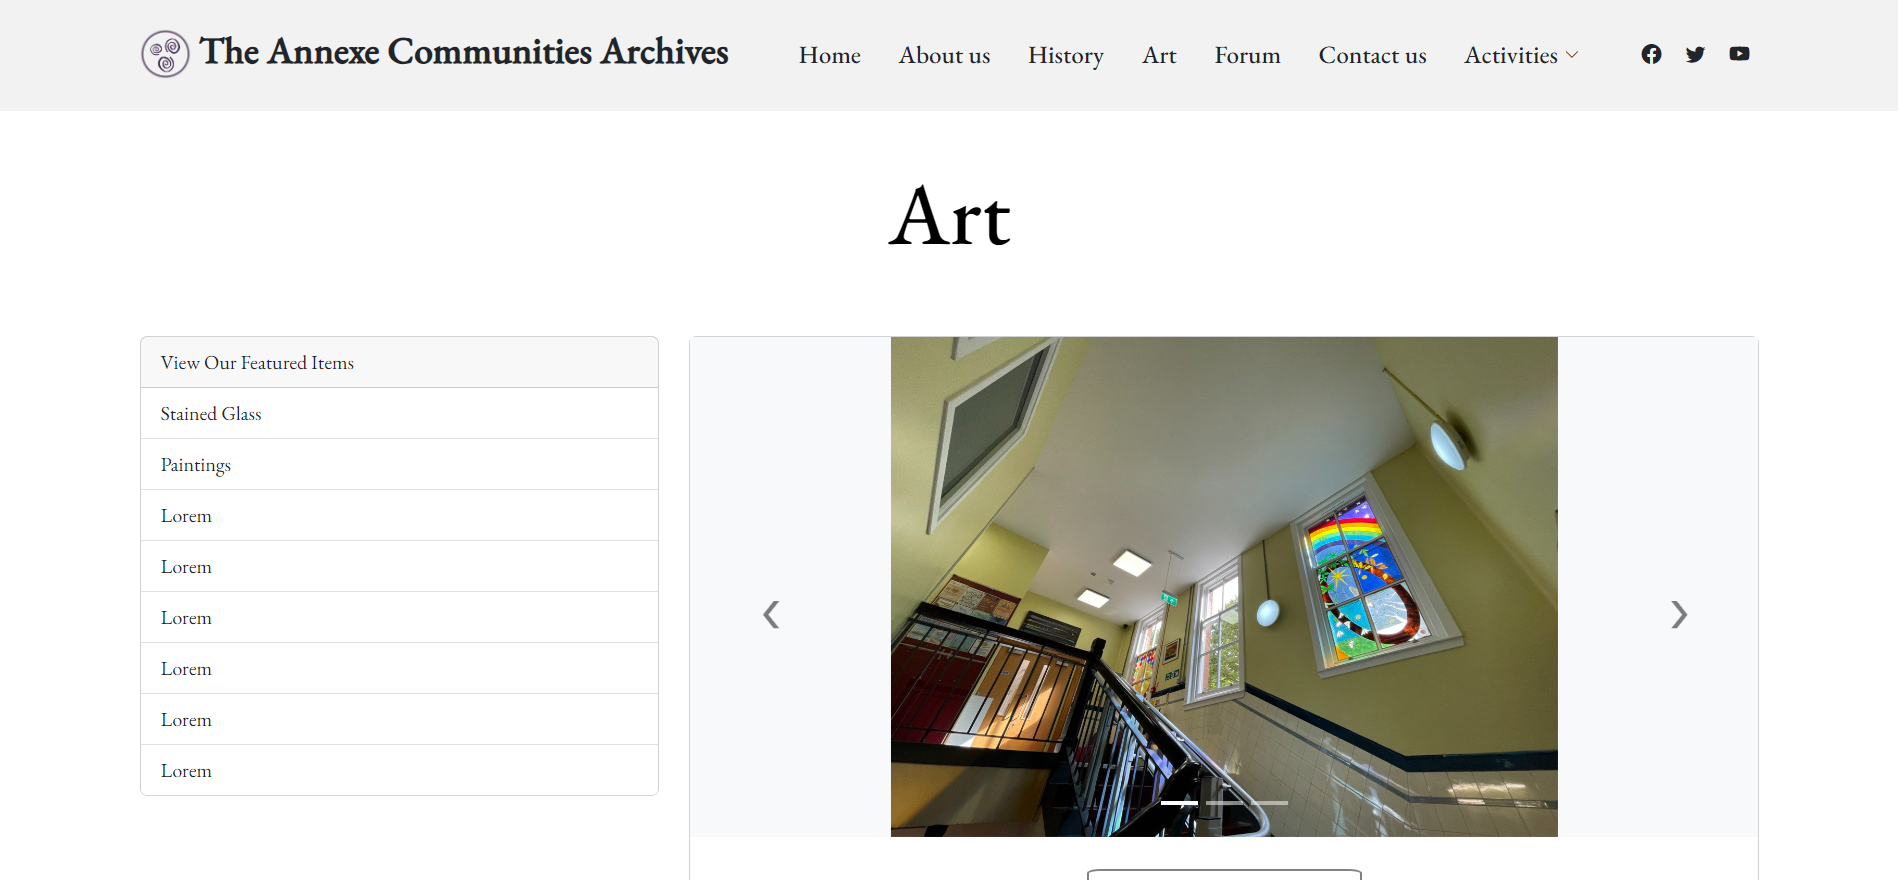 The Annexe Communities Archives
Home About us History Art Forum Contact us Activities
Art
View Our Featured Items
Stained Glass
Paintings
Lorem
Lorem
Lorem
Lorem
Lorem
Lorem